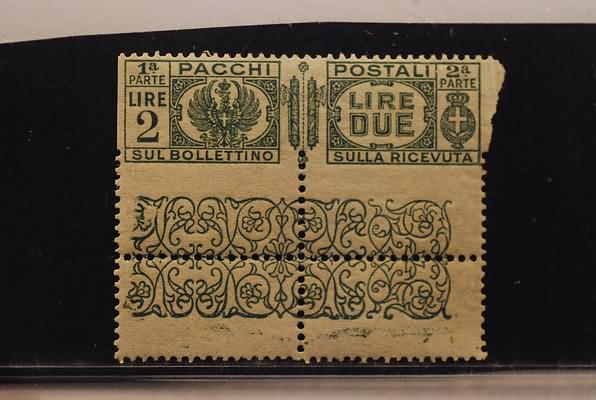 1ª PARTE PACCHI POSTALI 2ª PARTE
LIRE 2 LIRE DUE
SUL BOLLETTINO SULLA RICEVUTA